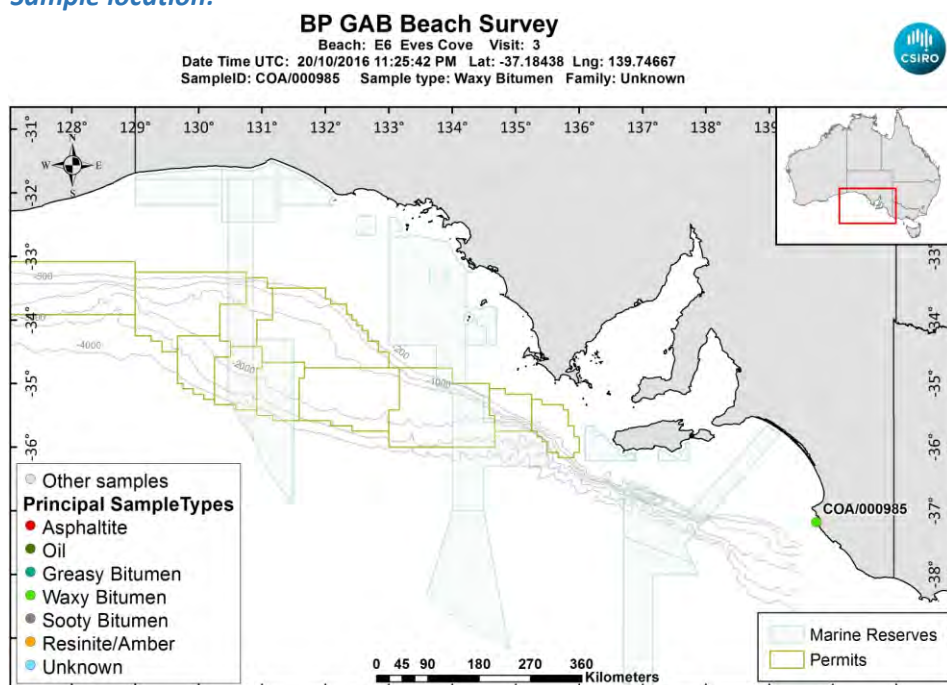 Sample location:
BP GAB Beach Survey
Beach: E6 Eves Cove Visit: 3
Date Time UTC: 20/10/2016 11:25:42 PM Lat: -37.18438 Lng: 139.74667
SampleID: COA/000985 Sample type: Waxy Bitumen Family: Unknown
CSIRO
128° 129° 130° 131° 132° 133° 134° 135° 136° 137° 138° 139
-31°
-32°
-33°
-34°
-35°
-36°
-37°
-38°
N
W E
S
-33°
-34°
-35°
-36°
-37°
-38°
-4000
-2000
-200
-1000
COA/000985
Other samples
Principal SampleTypes
Asphaltite
Oil
Greasy Bitumen
Waxy Bitumen
Sooty Bitumen
Resinite/Amber
Unknown
0 45 90 180 270 360
Kilometers
Marine Reserves
Permits